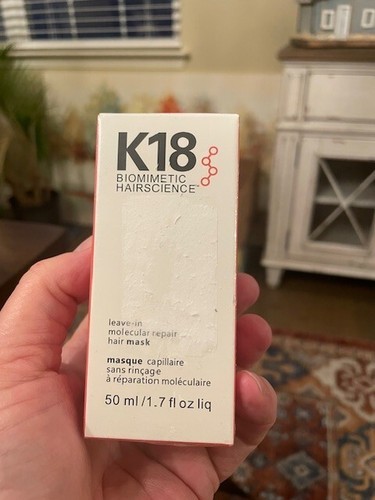 K18
BIOMIMETIC
HAIRSCIENCE™
leave-in
molecular repair
hair mask
masque capillaire
sans rinçage
à réparation moléculaire
50 ml /1.7 fl oz liq